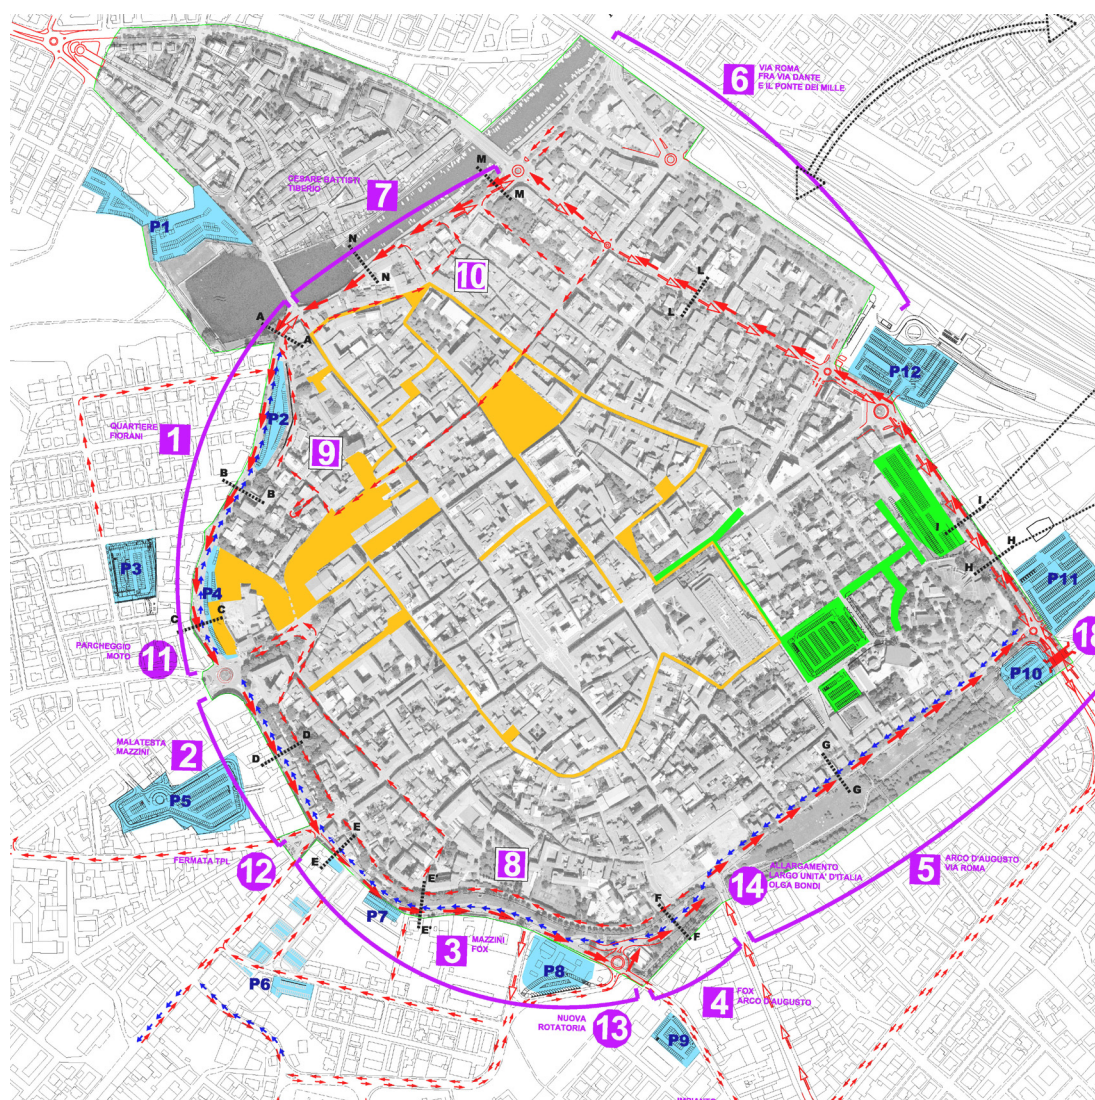 6
VIA ROMA
FRA VIA DANTE
E IL PONTE DEI MILLE
M
M
CESARE BATTISTI
TIBERIO
7
P1
N
N
10
L
L
A
A
P12
P2
QUARTIERE
FIORANI
1
9
B
B
I
I
H
H
P3
P4
P11
C
C
PARCHEGGIO
MOTO
11
18
P10
MALATESTA
MAZZINI
2
D
D
G
G
P5
E
E
FERMATA TPL
12
8
ALLARGAMENTO
LARGO UNITA' D'ITALIA
OLGA BONDI
14
5
ARCO D'AUGUSTO
VIA ROMA
E'
E'
F
F
P7
3
MAZZINI
FOX
P8
P6
4
FOX
ARCO D'AUGUSTO
NUOVA
ROTATORIA
13
P9
IMPIANTO